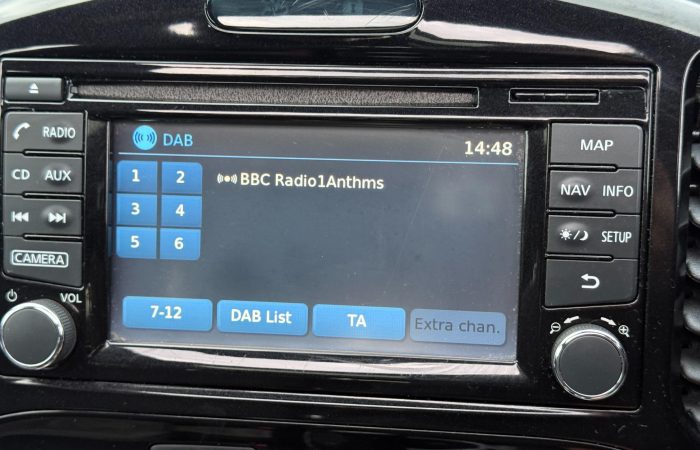 DAB
14:48
1 2
BBC Radio1Anthms
3 4
5 6
7-12
DAB List
TA
Extra chan.
RADIO
CD AUX
CAMERA
VOL
MAP
NAV INFO
SETUP